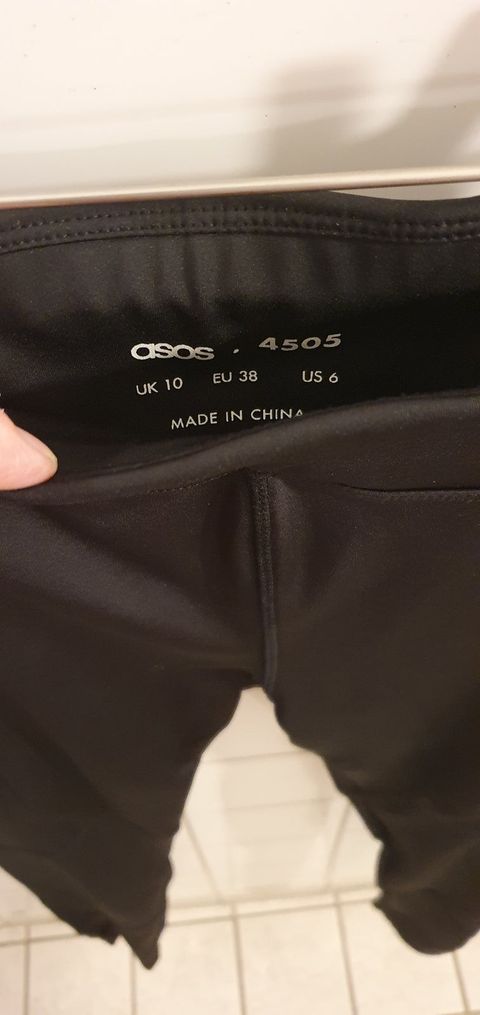 asos · 4505
UK 10 EU 38 US 6
MADE IN CHINA